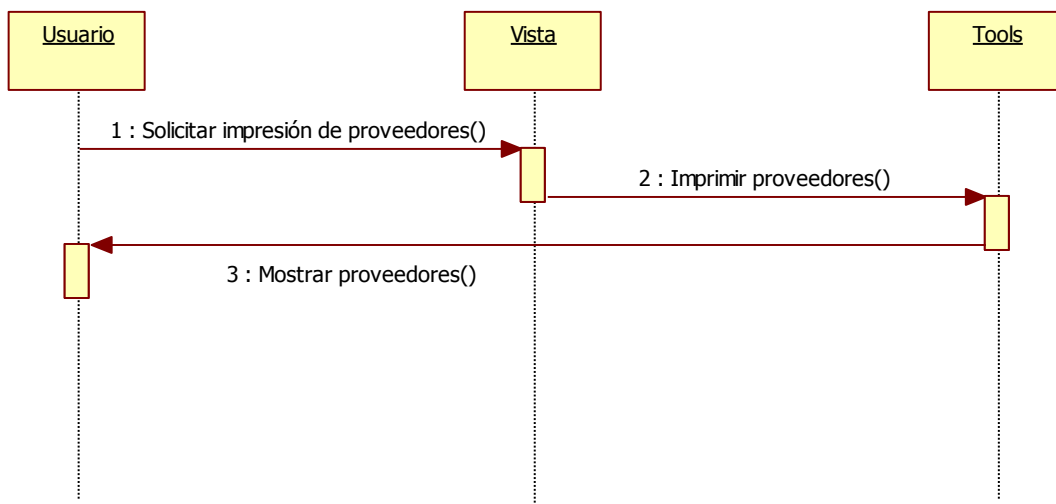 Usuario
Vista
Tools
1 : Solicitar impresión de proveedores()
2 : Imprimir proveedores()
3 : Mostrar proveedores()